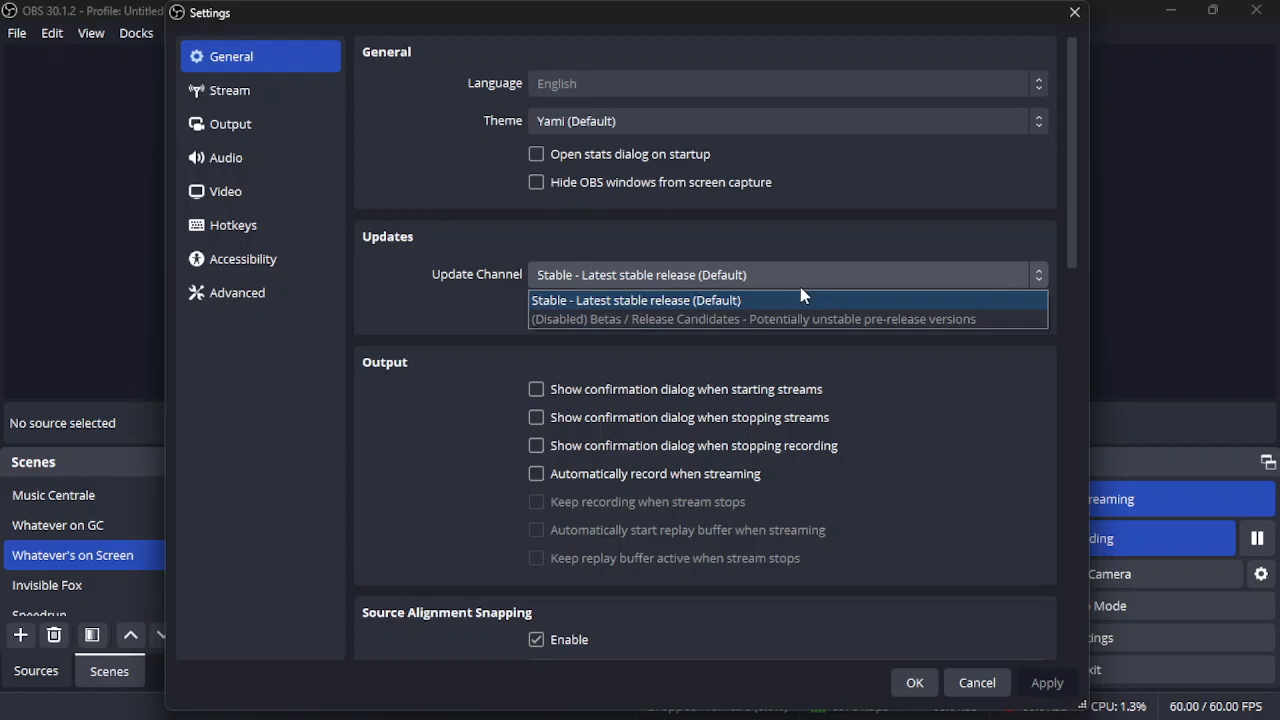 OBS 30.1.2 - Profile: Untitled
Settings
File Edit View Docks
General
Stream
Output
Audio
Video
Hotkeys
Accessibility
Advanced
General
Language English
Theme Yami (Default)
Open stats dialog on startup
Hide OBS windows from screen capture
Updates
Update Channel Stable - Latest stable release (Default)
Stable - Latest stable release (Default)
(Disabled) Betas / Release Candidates - Potentially unstable pre-release versions
Output
Show confirmation dialog when starting streams
Show confirmation dialog when stopping streams
Show confirmation dialog when stopping recording
Automatically record when streaming
Keep recording when stream stops
Automatically start replay buffer when streaming
Keep replay buffer active when stream stops
Source Alignment Snapping
Enable
OK Cancel Apply
No source selected
Scenes
Music Centrale
Whatever on GC
Whatever's on Screen
Invisible Fox
Speedrun
Sources Scenes
reaming
ding
Camera
Mode
ings
xit
CPU: 1.3% 60.00 / 60.00 FPS